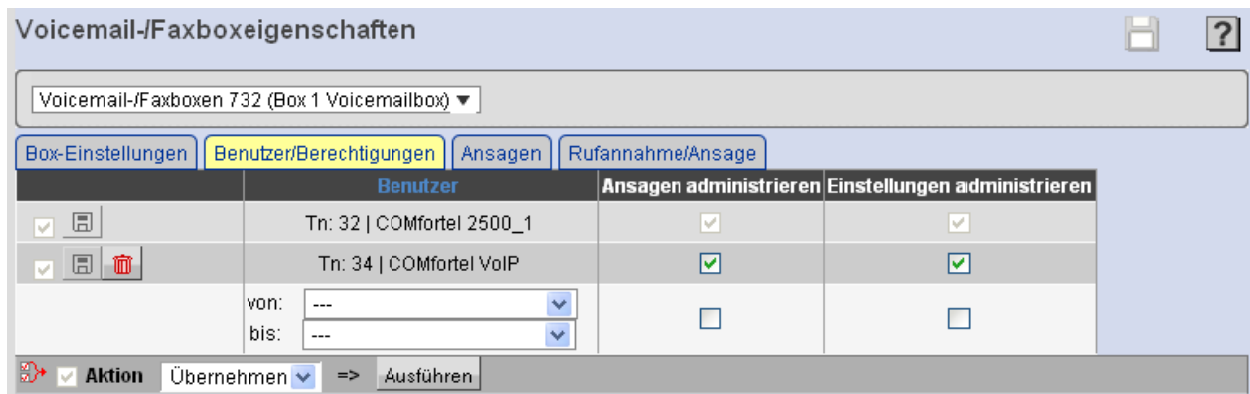 Voicemail-/Faxboxeigenschaften
?
Voicemail-/Faxboxen 732 (Box 1 Voicemailbox)
Box-Einstellungen Benutzer/Berechtigungen Ansagen Rufannahme/Ansage
Benutzer Ansagen administrieren Einstellungen administrieren
Tn: 32 | COMfortel 2500_1
Tn: 34 | COMfortel VoIP
von: ---
bis: ---
Aktion Übernehmen => Ausführen